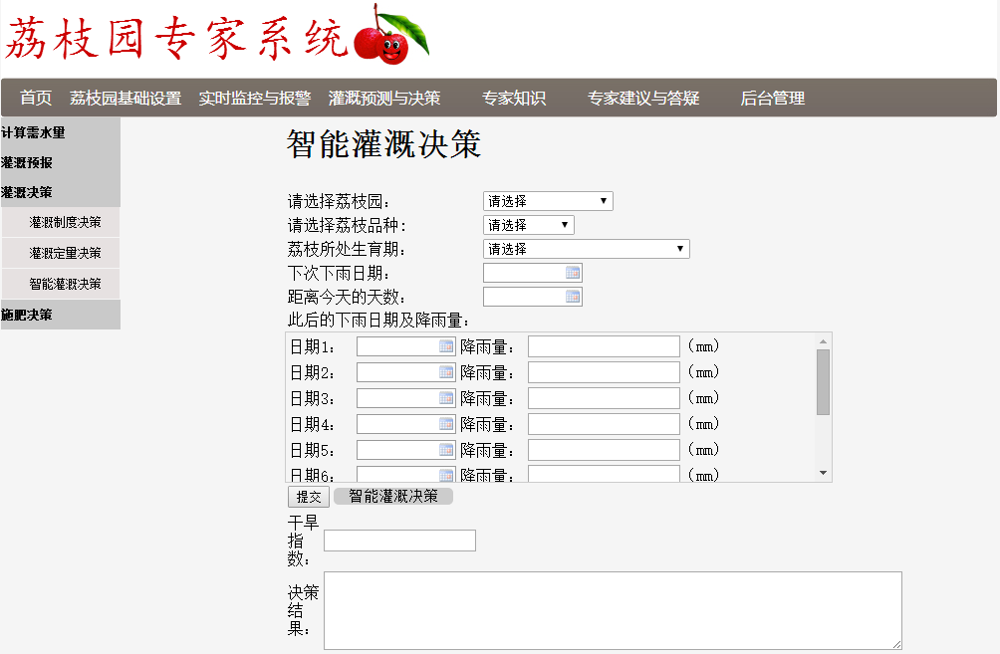 荔枝园专家系统
首页 荔枝园基础设置 实时监控与报警 灌溉预测与决策 专家知识 专家建议与答疑 后台管理
计算需水量
灌溉预报
灌溉决策
灌溉制度决策
灌溉定量决策
智能灌溉决策
施肥决策
智能灌溉决策
请选择荔枝园: 请选择
请选择荔枝品种: 请选择
荔枝所处生育期: 请选择
下次下雨日期:
距离今天的天数:
此后的下雨日期及降雨量:
日期1: 降雨量: (mm)
日期2: 降雨量: (mm)
日期3: 降雨量: (mm)
日期4: 降雨量: (mm)
日期5: 降雨量: (mm)
日期6: 降雨量: (mm)
提交 智能灌溉决策
干旱
指
数:
决策
结
果: